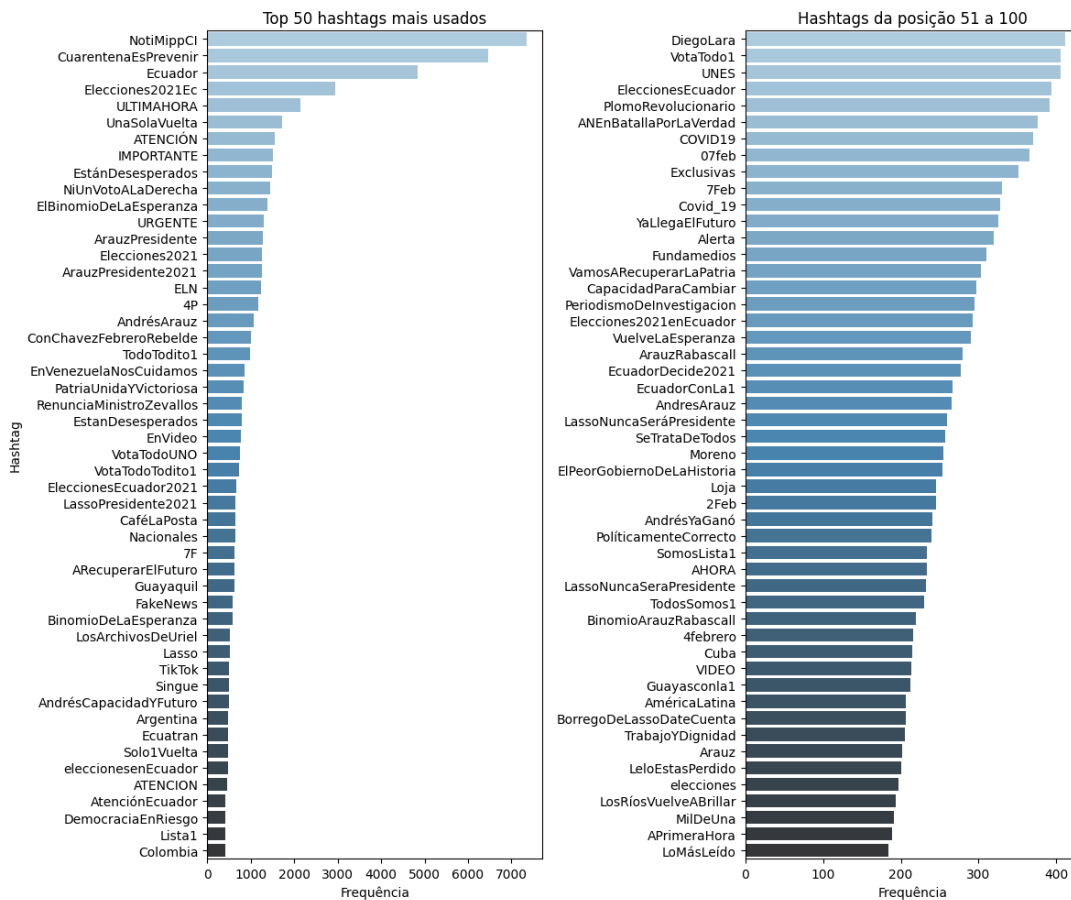 Top 50 hashtags mais usados
Hashtag
NotiMippCI
CuarentenaEsPrevenir
Ecuador
Elecciones2021Ec
ULTIMAHORA
UnaSolaVuelta
ATENCIÓN
IMPORTANTE
EstánDesesperados
NiUnVotoALaDerecha
ElBinomioDeLaEsperanza
URGENTE
ArauzPresidente
Elecciones2021
ArauzPresidente2021
ELN
4P
AndrésArauz
ConChavezFebreroRebelde
TodoTodito1
EnVenezuelaNosCuidamos
PatriaUnidaYVictoriosa
RenunciaMinistroZevallos
EstanDesesperados
EnVideo
VotaTodoUNO
VotaTodoTodito1
EleccionesEcuador2021
LassoPresidente2021
CaféLaPosta
Nacionales
7F
ARecuperarElFuturo
Guayaquil
FakeNews
BinomioDeLaEsperanza
LosArchivosDeUriel
Lasso
TikTok
Singue
AndrésCapacidadYFuturo
Argentina
Ecuatran
Solo1Vuelta
eleccionesenEcuador
ATENCION
AtenciónEcuador
DemocraciaEnRiesgo
Lista1
Colombia
0 1000 2000 3000 4000 5000 6000 7000
Frequência
Hashtags da posição 51 a 100
DiegoLara
VotaTodo1
UNES
EleccionesEcuador
PlomoRevolucionario
ANEnBatallaPorLaVerdad
COVID19
07feb
Exclusivas
7Feb
Covid_19
YaLlegaElFuturo
Alerta
Fundamedios
VamosARecuperarLaPatria
CapacidadParaCambiar
PeriodismoDeInvestigacion
Elecciones2021enEcuador
VuelveLaEsperanza
ArauzRabascall
EcuadorDecide2021
EcuadorConLa1
AndresArauz
LassoNuncaSeráPresidente
SeTrataDeTodos
Moreno
ElPeorGobiernoDeLaHistoria
Loja
2Feb
AndrésYaGanó
PolíticamenteCorrecto
SomosLista1
AHORA
LassoNuncaSeraPresidente
TodosSomos1
BinomioArauzRabascall
4febrero
Cuba
VIDEO
Guayasconla1
AméricaLatina
BorregoDeLassoDateCuenta
TrabajoYDignidad
Arauz
LeloEstasPerdido
elecciones
LosRíosVuelveABrillar
MilDeUna
APrimeraHora
LoMásLeído
0 100 200 300 400
Frequência